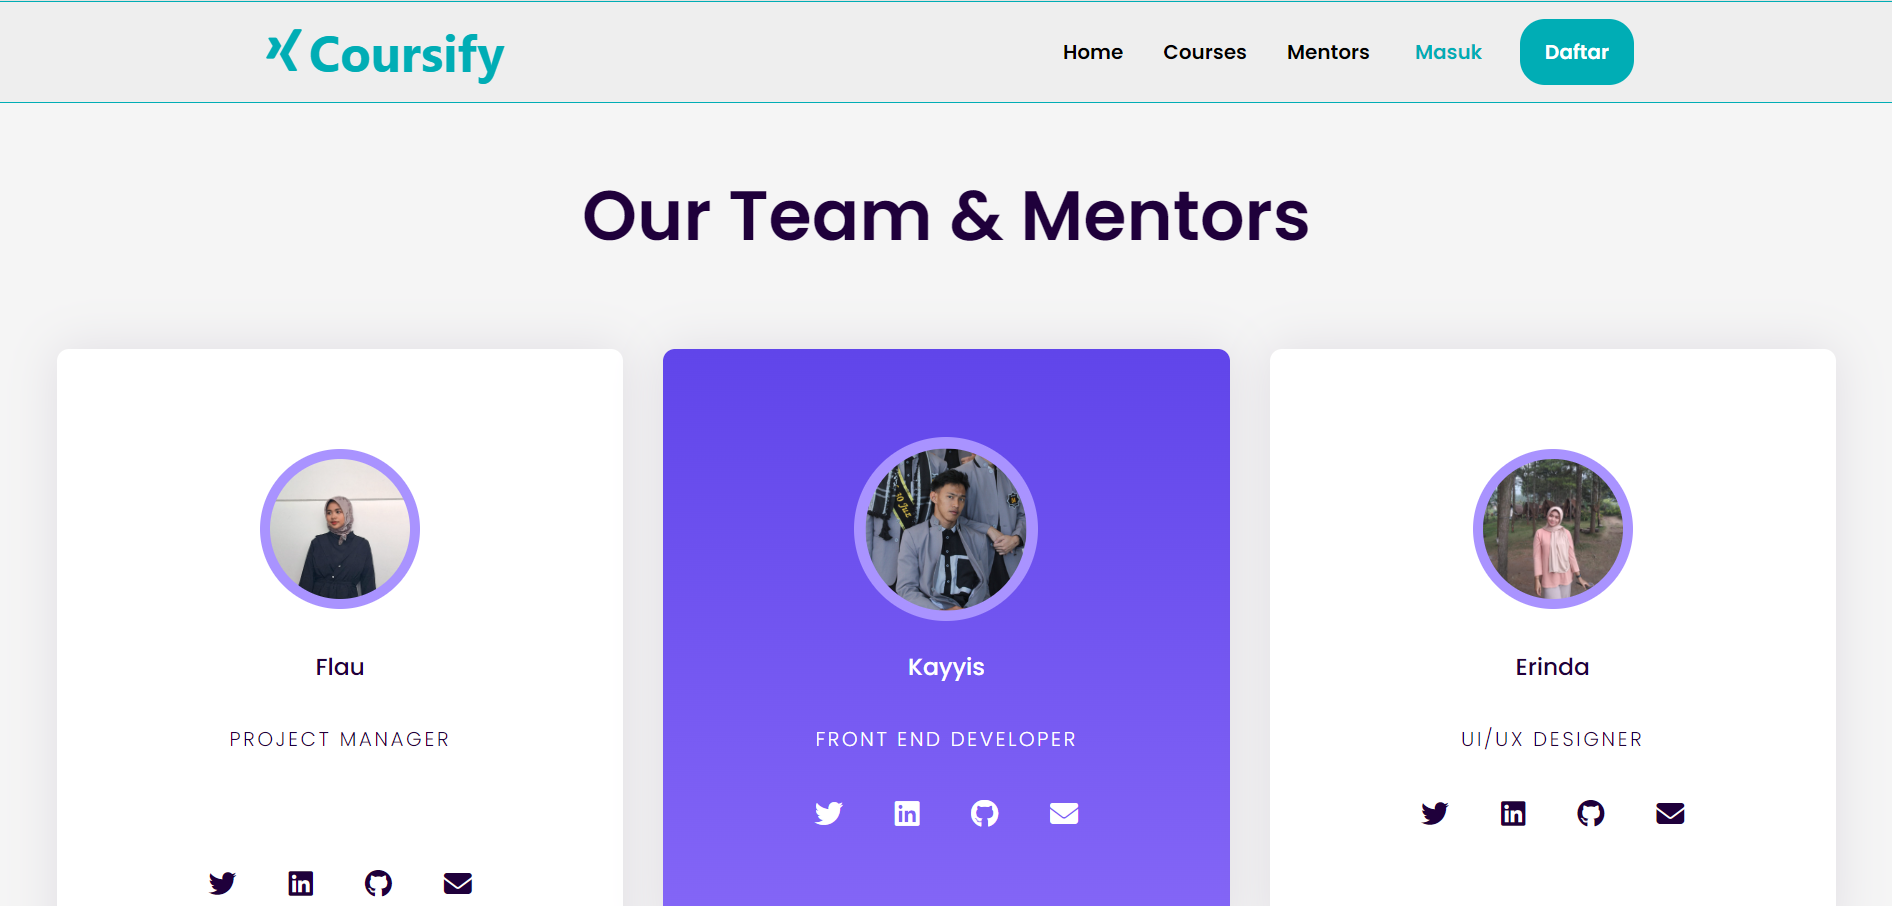 Coursify
Home Courses Mentors Masuk Daftar
Our Team & Mentors
Flau
PROJECT MANAGER
Kayyis
FRONT END DEVELOPER
Erinda
UI/UX DESIGNER